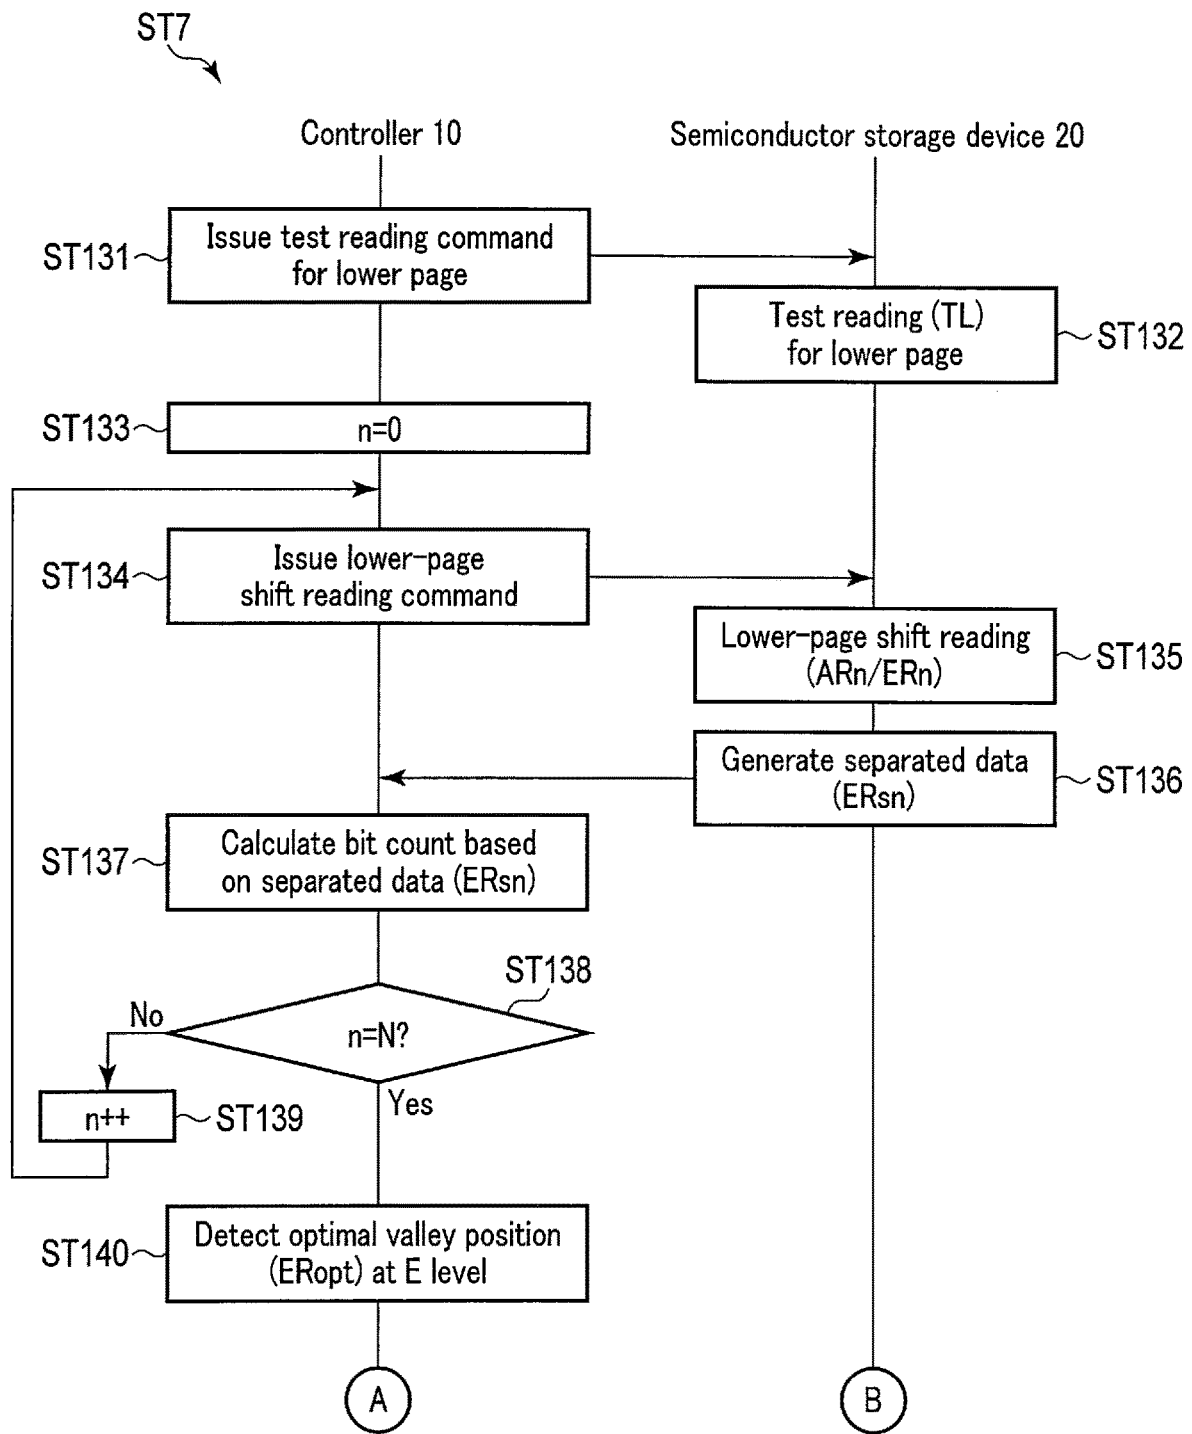 ST7
Controller 10
Semiconductor storage device 20
ST131
Issue test reading command
for lower page
Test reading (TL)
for lower page
ST132
ST133
n=0
ST134
Issue lower-page
shift reading command
Lower-page shift reading
(ARn/ERn)
ST135
Generate separated data
(ERsn)
ST136
ST137
Calculate bit count based
on separated data (ERsn)
ST138
n=N?
No
Yes
n++
ST139
ST140
Detect optimal valley position
(ERopt) at E level
A
B